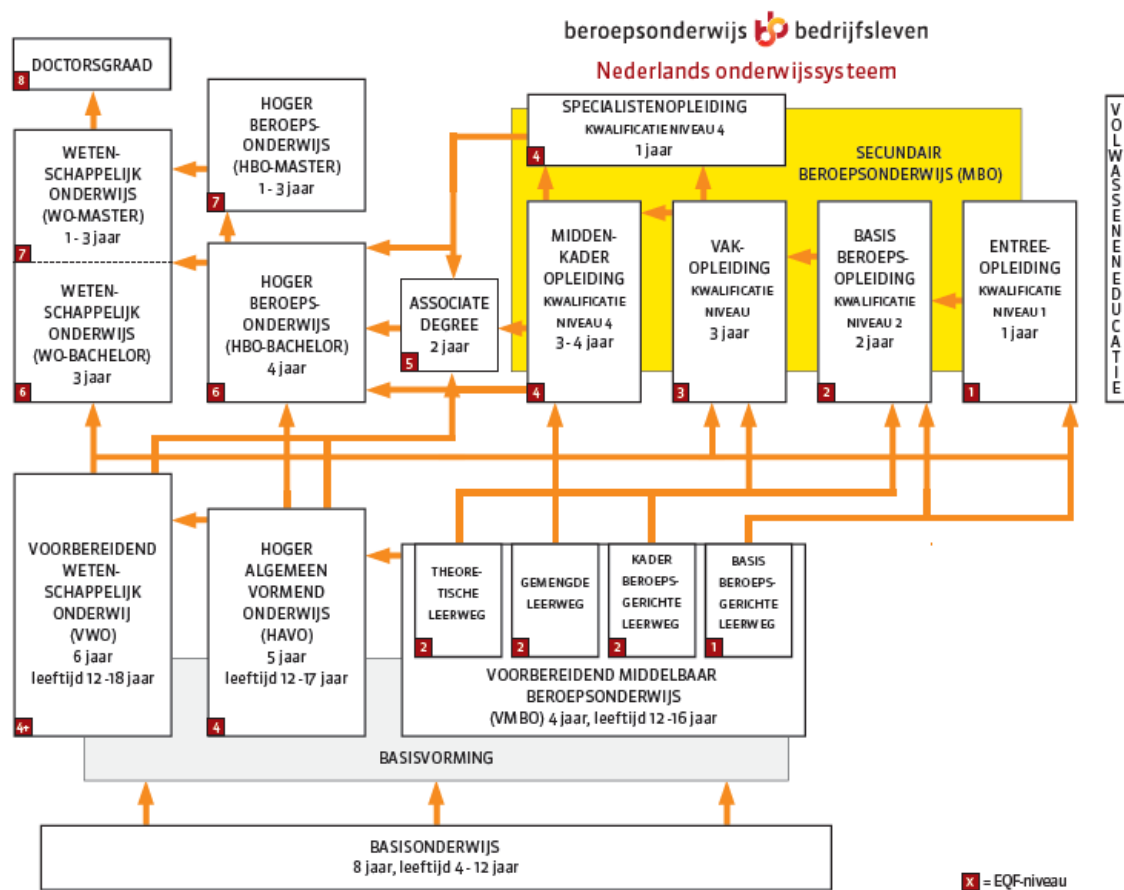 beroepsonderwijs bedrijfsleven
Nederlands onderwijssysteem
DOCTORSGRAAD
8
WETEN-
SCHAPPELIJK
ONDERWIJS
(WO-MASTER)
1 - 3 jaar
7
WETEN-
SCHAPPELIJK
ONDERWIJS
(WO-BACHELOR)
3 jaar
6
HOGER
BEROEPS-
ONDERWIJS
(HBO-MASTER)
1 - 3 jaar
7
HOGER
BEROEPS-
ONDERWIJS
(HBO-BACHELOR)
4 jaar
6
ASSOCIATE
DEGREE
2 jaar
5
SPECIALISTENOPLEIDING
KWALIFICATIE NIVEAU 4
1 jaar
4
SECUNDAIR
BEROEPSONDERWIJS (MBO)
MIDDEN-
KADER
OPLEIDING
KWALIFICATIE
NIVEAU 4
3 - 4 jaar
4
VAK-
OPLEIDING
KWALIFICATIE
NIVEAU
3 jaar
3
BASIS
BEROEPS-
OPLEIDING
KWALIFICATIE
NIVEAU 2
2 jaar
2
ENTREE-
OPLEIDING
KWALIFICATIE
NIVEAU 1
1 jaar
1
VOLWASSENENEDUCATIE
VOORBEREIDEND
WETEN-
SCHAPPELIJK
ONDERWIJ
(VWO)
6 jaar
leeftijd 12 -18 jaar
4+
HOGER
ALGEMEEN
VORMEND
ONDERWIJS
(HAVO)
5 jaar
leeftijd 12 -17 jaar
4
THEORE-
TISCHE
LEERWEG
2
GEMENGDE
LEERWEG
2
KADER
BEROEPS-
GERICHTE
LEERWEG
2
BASIS
BEROEPS-
GERICHTE
LEERWEG
1
VOORBEREIDEND MIDDELBAAR
BEROEPSONDERWIJS
(VMBO) 4 jaar, leeftijd 12 -16 jaar
BASISVORMING
BASISONDERWIJS
8 jaar, leeftijd 4 - 12 jaar
X = EQF-niveau